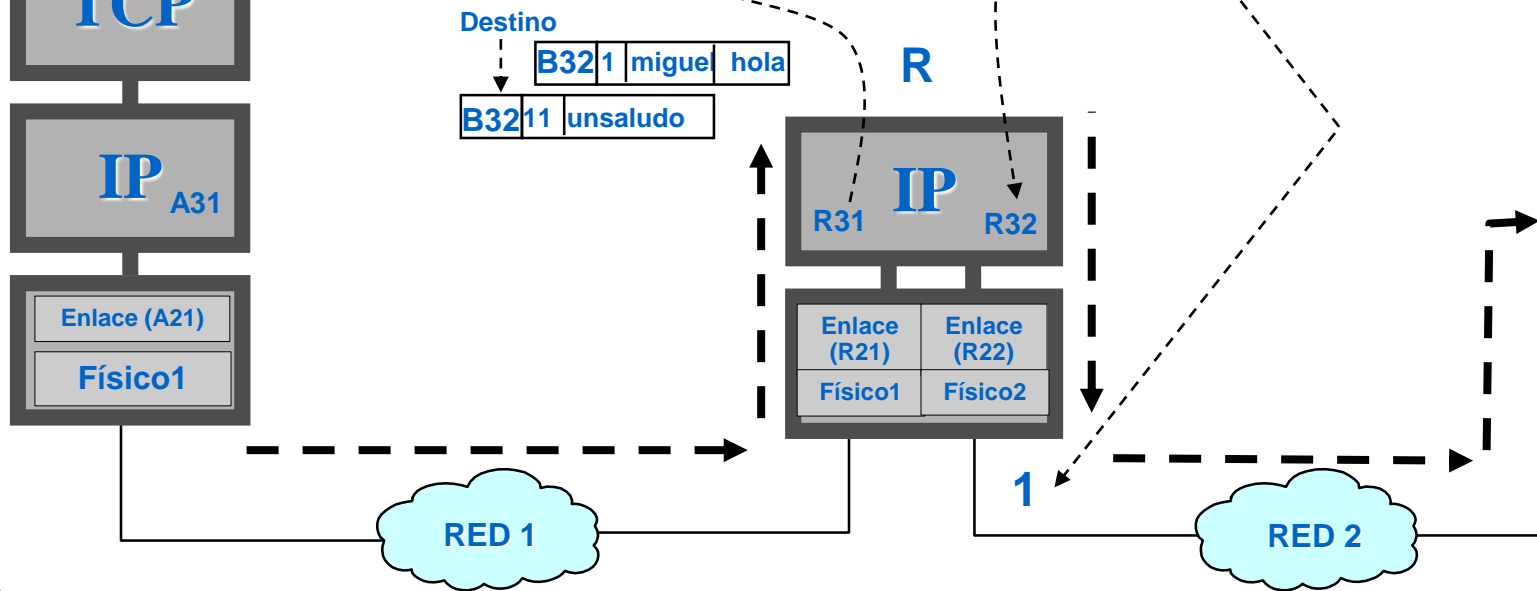 TCP
Destino
B32 1 miguel hola
B32 11 unsaludo
R
IP A31
IP
R31 R32
Enlace (A21)
Físico1
Enlace (R21)
Enlace (R22)
Físico1
Físico2
1
RED 1
RED 2